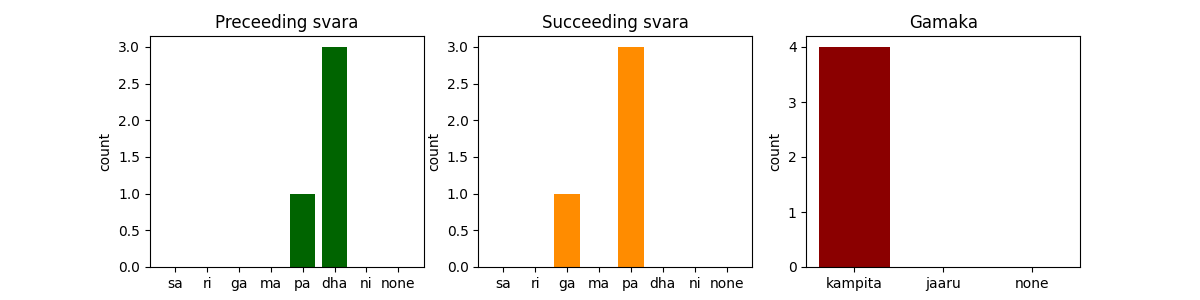 Preceeding svara
count
3.0
2.5
2.0
1.5
1.0
0.5
0.0
sa ri ga ma pa dha ni none
Succeeding svara
count
3.0
2.5
2.0
1.5
1.0
0.5
0.0
sa ri ga ma pa dha ni none
Gamaka
count
4
3
2
1
0
kampita jaaru none